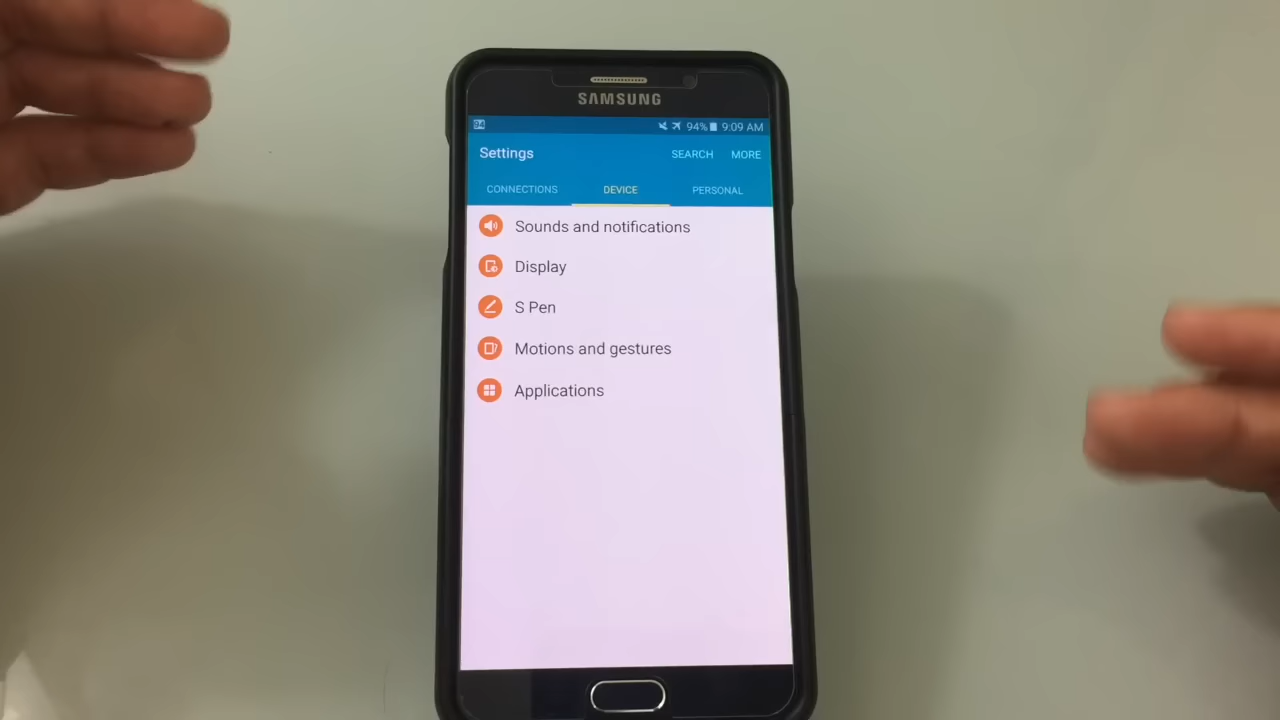 SAMSUNG
94 94% 9:09 AM
Settings SEARCH MORE
CONNECTIONS DEVICE PERSONAL
Sounds and notifications
Display
S Pen
Motions and gestures
Applications